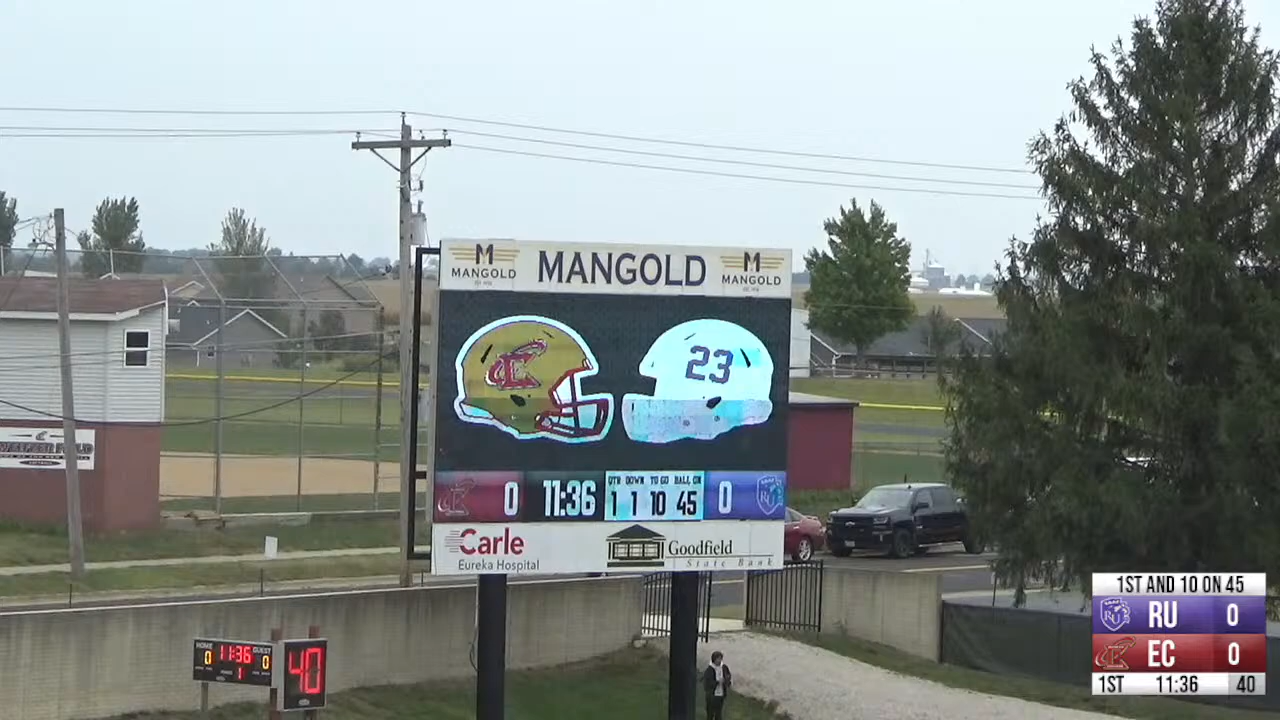 M
MANGOLD
MANGOLD
M
MANGOLD
23
0
11:36
QTR DOWN TO GO BALL ON
1 1 10 45
0
RU
Carle
Eureka Hospital
Goodfield
State Bank
HOME
GUEST
0
11:36
0
1
40
1ST AND 10 ON 45
RU
RU 0
EC 0
1ST 11:36 40